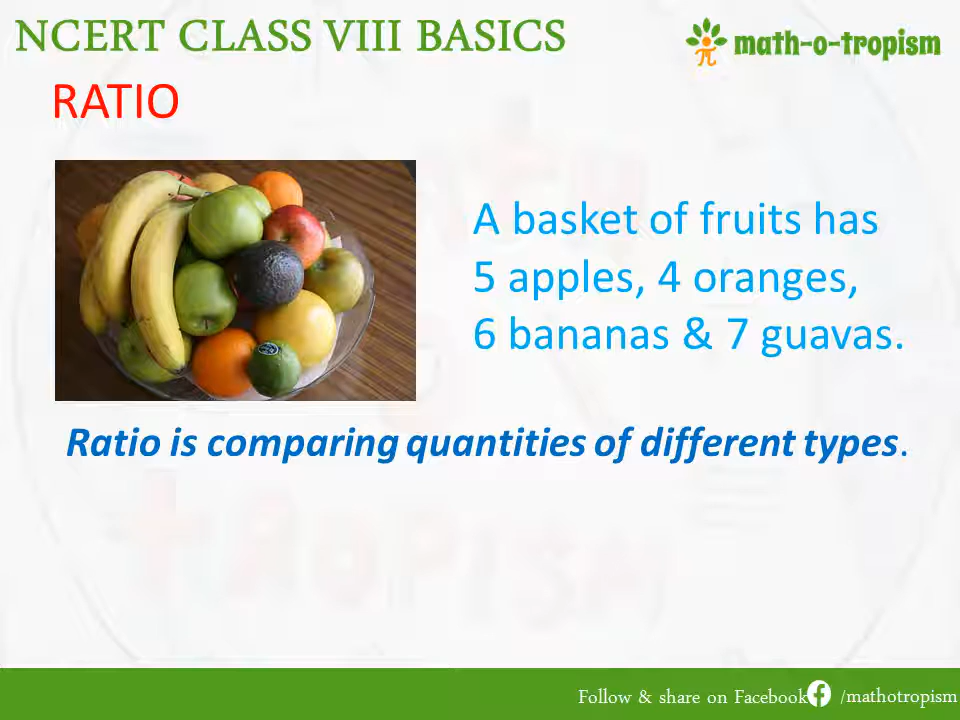 NCERT CLASS VIII BASICS
math-o-tropism
RATIO
A basket of fruits has
5 apples, 4 oranges,
6 bananas & 7 guavas.
Ratio is comparing quantities of different types.
Follow & share on Facebook /mathotropism